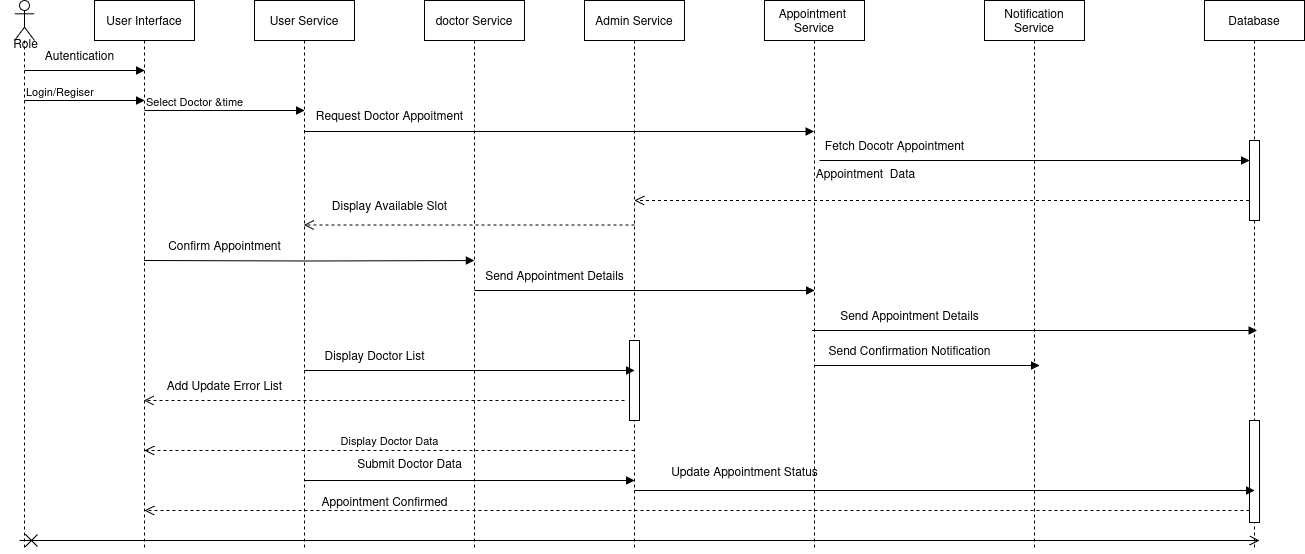 Role
User Interface
User Service
doctor Service
Admin Service
Appointment
Service
Notification
Service
Database
Autentication
Login/Regiser
Select Doctor &time
Request Doctor Appoitment
Fetch Docotr Appointment
Appointment Data
Display Available Slot
Confirm Appointment
Send Appointment Details
Send Appointment Details
Send Confirmation Notification
Display Doctor List
Add Update Error List
Display Doctor Data
Submit Doctor Data
Update Appointment Status
Appointment Confirmed